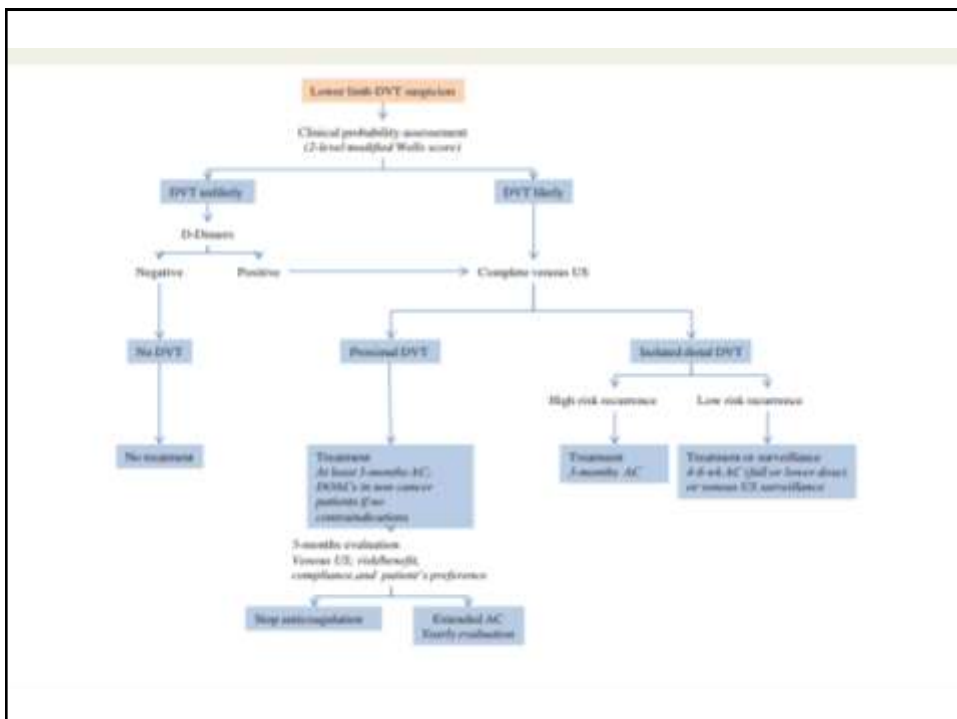 Lower limb DVT suspicion
Clinical probability assessment
(2-level modified Wells score)
DVT unlikely
DVT likely
D-Dimers
Negative
Positive
Complete venous US
No DVT
Proximal DVT
Isolated distal DVT
High risk recurrence
Low risk recurrence
No treatment
Treatment
At least 3-months AC;
DOACs in non cancer
patients if no
contraindications
Treatment
3-months AC
Treatment or surveillance
4-6 wk AC (full or lower dose)
or venous US surveillance
3-months evaluation
Venous US; risk/benefit,
compliance, and patient's preference
Stop anticoagulation
Extended AC
Yearly evaluation